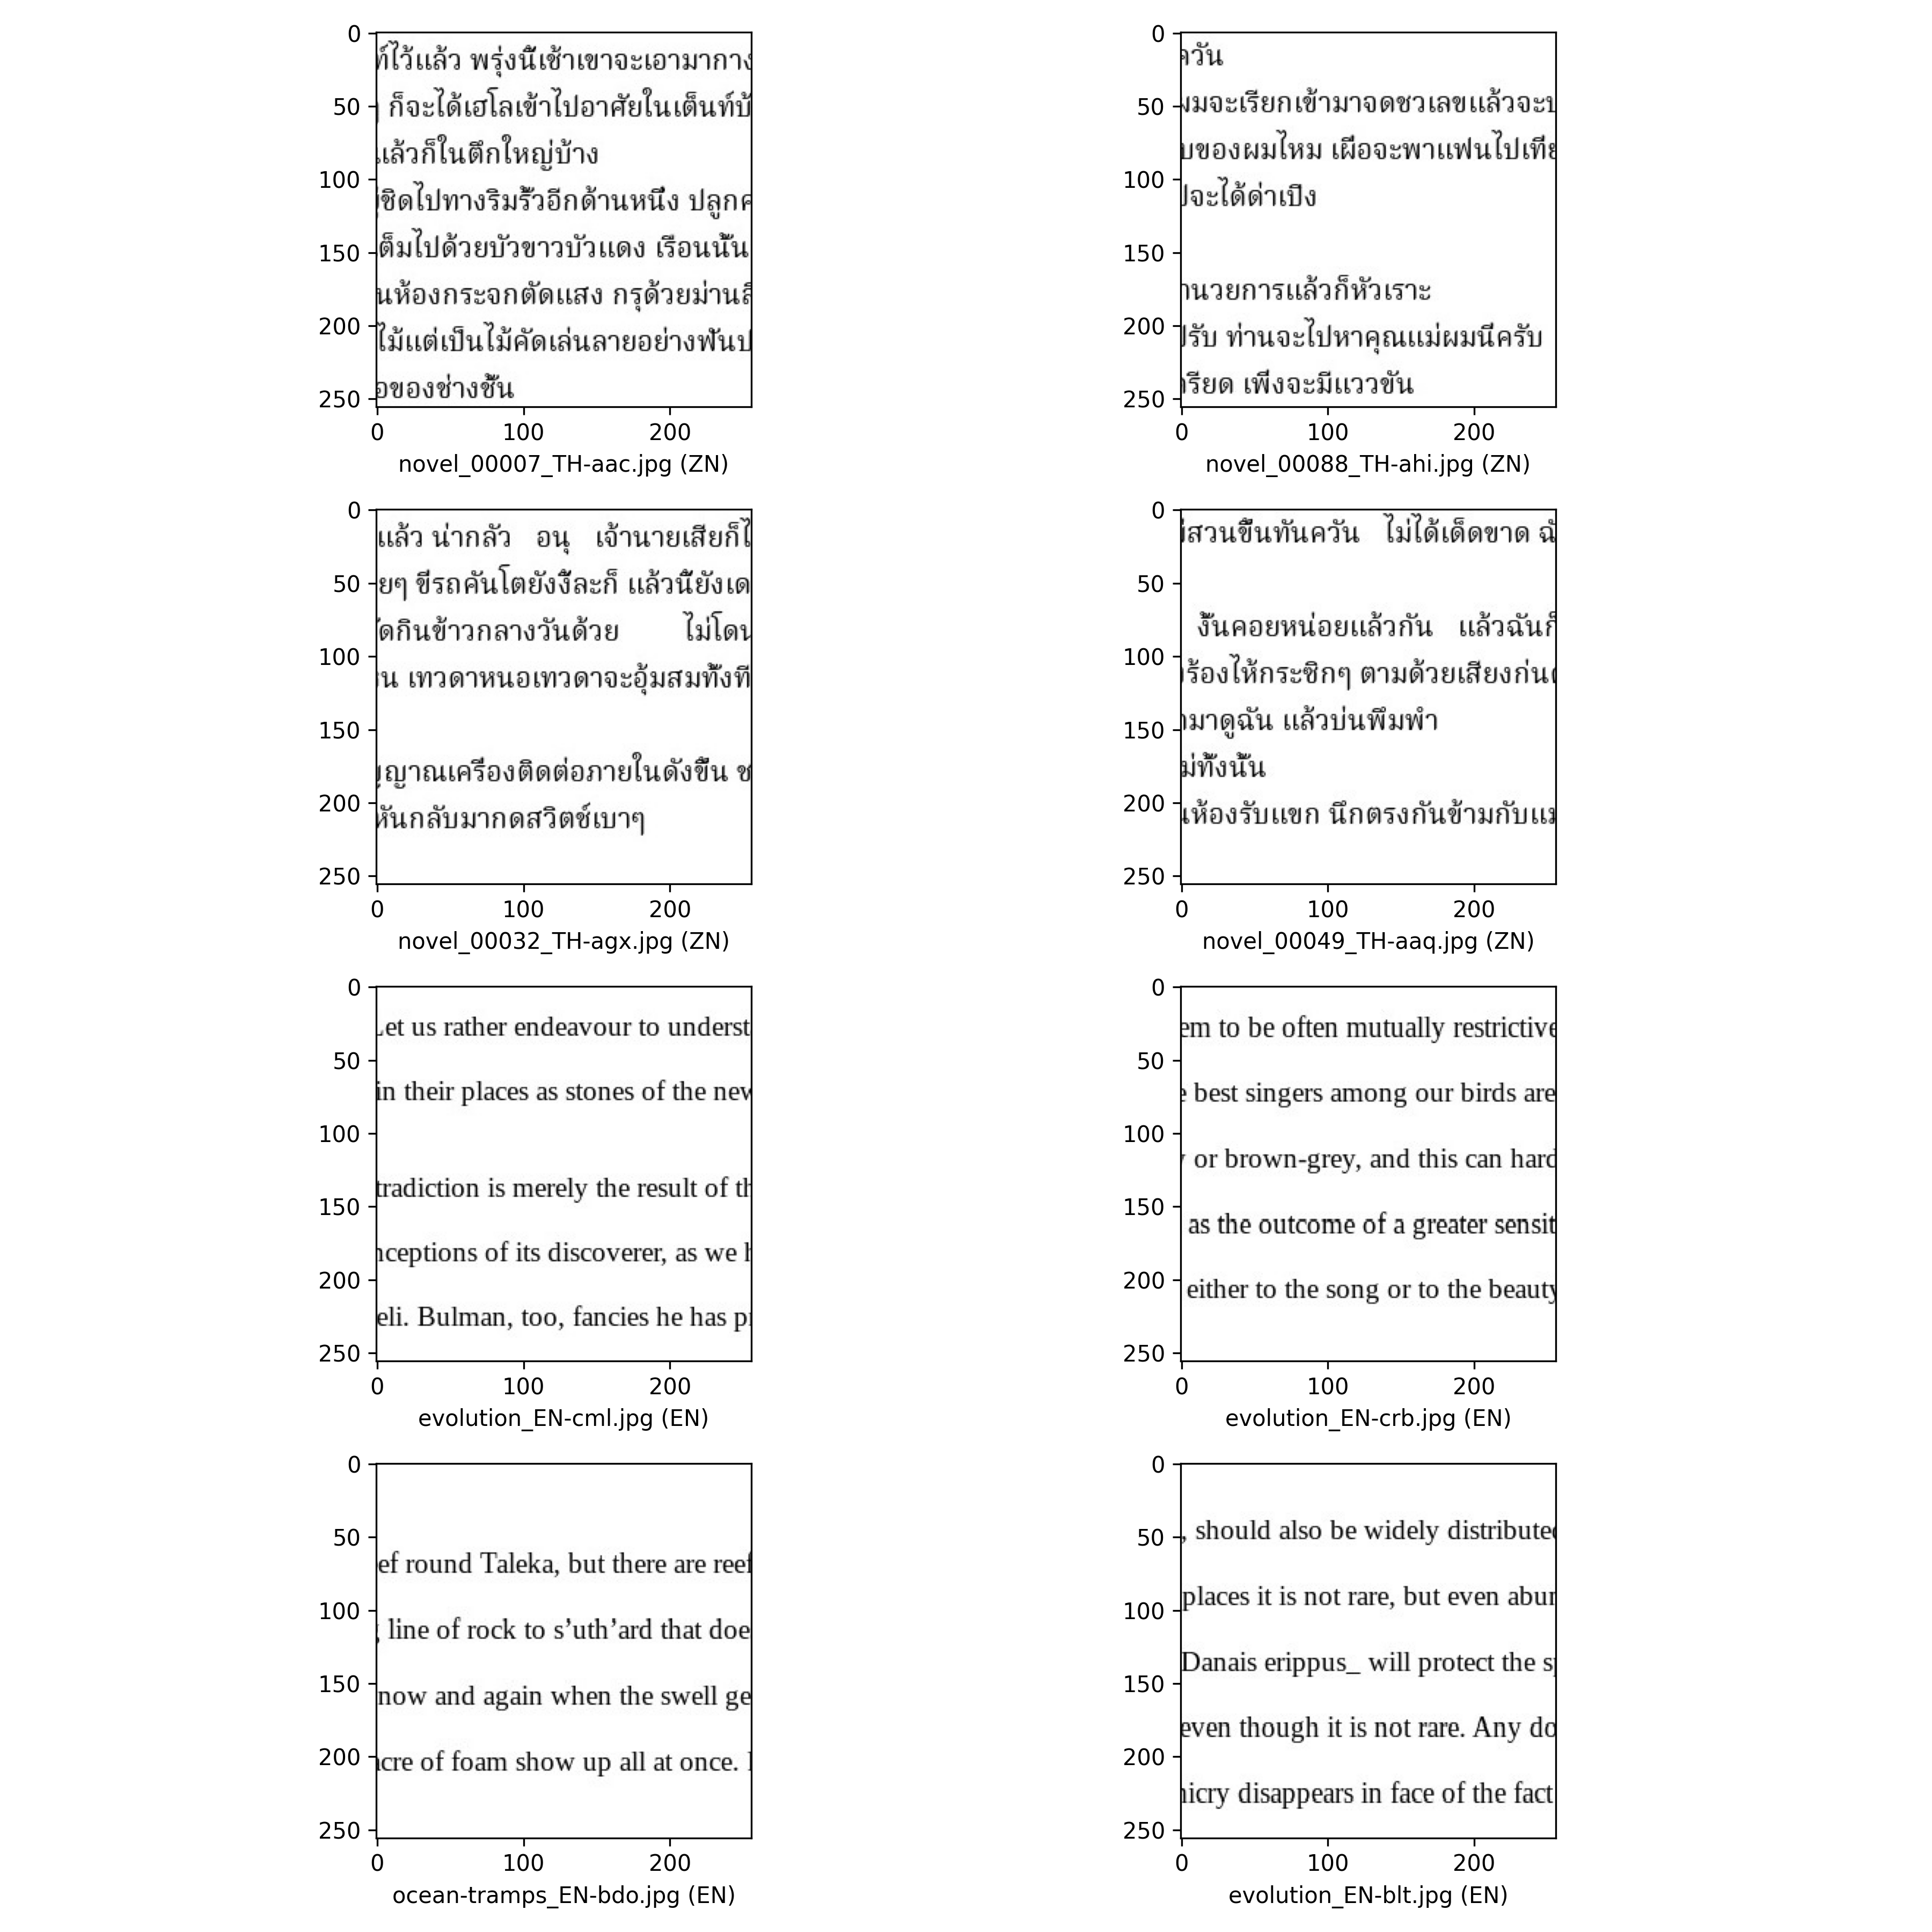 0
ท์ไว้แล้ว พรุ่งนี้เช้าเขาจะเอามากาง
50
ก็จะได้เฮโลเข้าไปอาศัยในเต็นท์บ้
แล้วก็ในตึกใหญ่บ้าง
100
ชิดไปทางริมรั้วอีกด้านหนึ่ง ปลูก
150
ต็มไปด้วยบัวขาวบัวแดง เรือนนั้น
นห้องกระจกตัดแสง กรุด้วยม่านสี
200
ไม้แต่เป็นไม้คัดเล่นลายอย่างฟันป
อของช่างชั้น
250
0 100 200
novel_00007_TH-aac.jpg (ZN)
0
ควัน
50
ผมจะเรียกเข้ามาจดชวเลขแล้วจะ
บของผมไหม เผื่อจะพาแฟนไปเที่ย
100
จะได้ด่าเปิง
150
นวยการแล้วก็หัวเราะ
200
รับ ท่านจะไปหาคุณแม่ผมนี่ครับ
รียด เพิ่งจะมีแววขัน
250
0 100 200
novel_00088_TH-ahi.jpg (ZN)
0
แล้ว น่ากลัว อนุ เจ้านายเสียก็ไ
50
ยๆ ขี่รถคันโตยังงี้ละก็ แล้วนี่ยังเด
ดกินข้าวกลางวันด้วย ไม่โดน
100
น เทวดาหนอเทวดาจะอุ้มสมทั้งที
150
ญาณเครื่องติดต่อภายในดังขึ้น ช
200
หันกลับมากดสวิตช์เบาๆ
250
0 100 200
novel_00032_TH-agx.jpg (ZN)
0
สวนขึ้นทันควัน ไม่ได้เด็ดขาด ฉั
50
งั้นคอยหน่อยแล้วกัน แล้วฉันก็
100
ร้องไห้กระซิกๆ ตามด้วยเสียงก่น
มาดูฉัน แล้วบ่นพึมพำ
150
ม่ทั้งนั้น
200
ห้องรับแขก นึกตรงกันข้ามกับแม
250
0 100 200
novel_00049_TH-aaq.jpg (ZN)
0
Let us rather endeavour to underst
50
in their places as stones of the new
100
tradiction is merely the result of th
150
nceptions of its discoverer, as we h
200
eli. Bulman, too, fancies he has pr
250
0 100 200
evolution_EN-cml.jpg (EN)
0
em to be often mutually restrictive
50
e best singers among our birds are
100
y or brown-grey, and this can hard
150
as the outcome of a greater sensit
200
either to the song or to the beauty
250
0 100 200
evolution_EN-crb.jpg (EN)
0
50
ef round Taleka, but there are reef
100
g line of rock to s’uth’ard that doe
150
now and again when the swell ge
200
acre of foam show up all at once.
250
0 100 200
ocean-tramps_EN-bdo.jpg (EN)
0
50
, should also be widely distributed
places it is not rare, but even abun
100
Danais erippus_ will protect the sp
150
even though it is not rare. Any do
200
nicry disappears in face of the fact
250
0 100 200
evolution_EN-blt.jpg (EN)